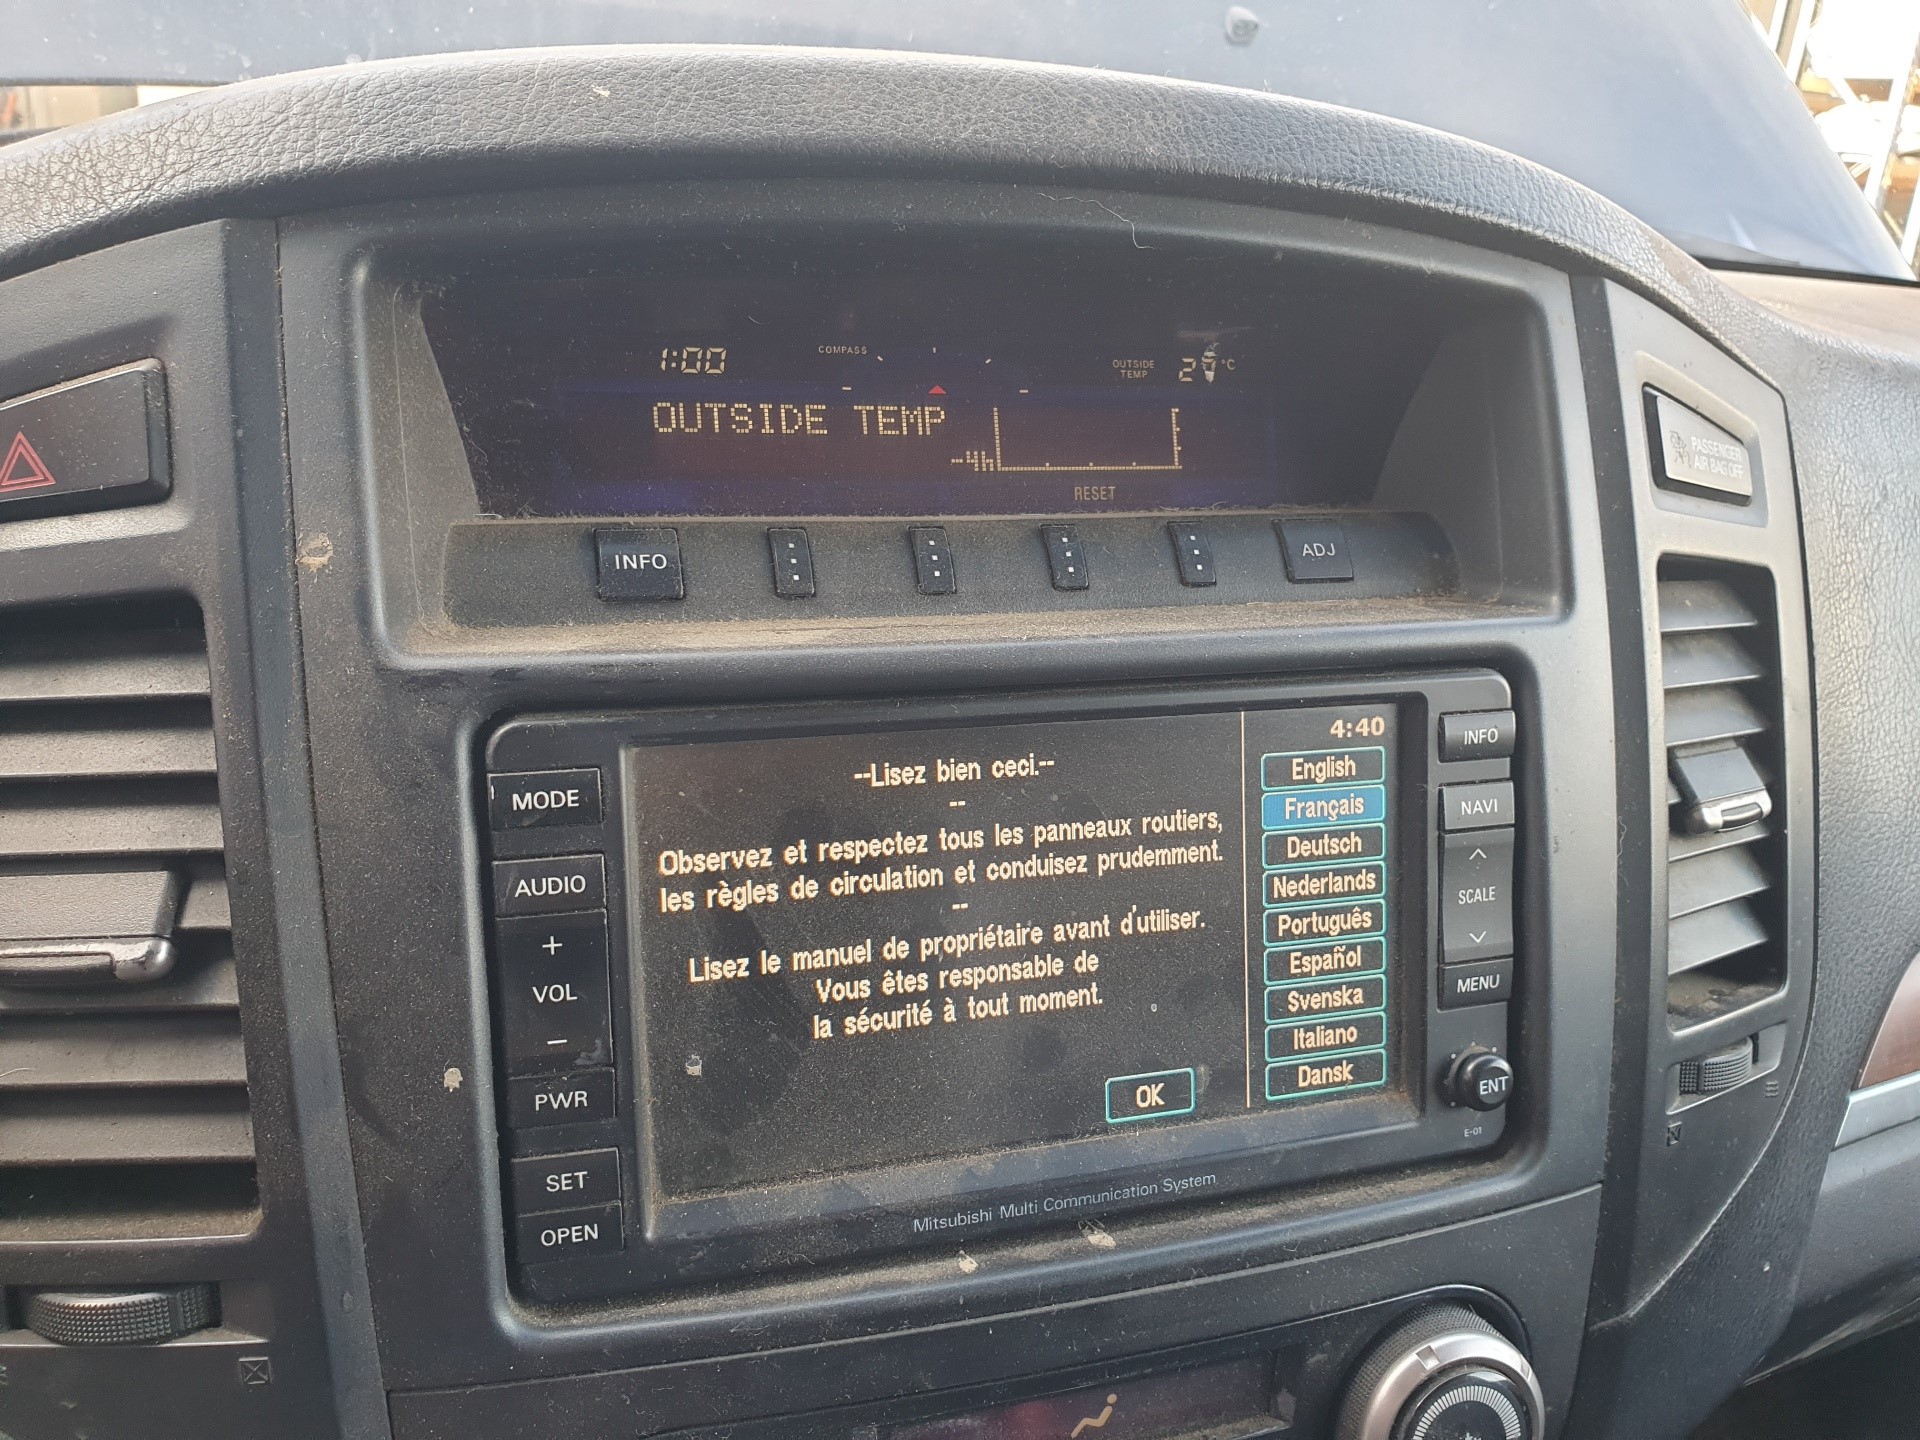 1:00
COMPASS
OUTSIDE
TEMP
°C
OUTSIDE TEMP
-4h
RESET
PASSENGER
AIR BAG OFF
INFO
ADJ
4:40
--Lisez bien ceci.--
--
Observez et respectez tous les panneaux routiers,
les règles de circulation et conduisez prudemment.
--
Lisez le manuel de propriétaire avant d'utiliser.
Vous êtes responsable de
la sécurité à tout moment.
OK
English
Français
Deutsch
Nederlands
Português
Español
Svenska
Italiano
Dansk
MODE
AUDIO
+
VOL
−
PWR
SET
OPEN
INFO
NAVI
SCALE
MENU
ENT
E-01
Mitsubishi Multi Communication System